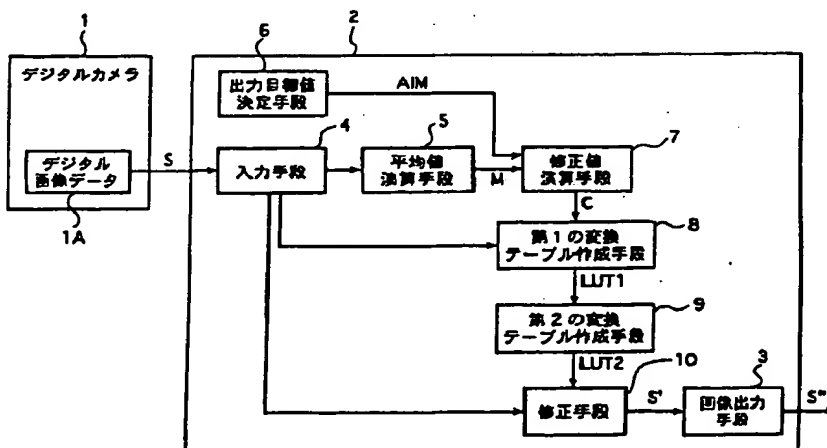 1
2
デジタルカメラ
6
出力目標値
決定手段
AIM
4
5
7
デジタル
画像データ
S
入力手段
平均値
演算手段
M
修正値
演算手段
1A
C
8
第1の変換
テーブル作成手段
LUT1
9
第2の変換
テーブル作成手段
LUT2
10
3
修正手段
S'
画像出力
手段
S"